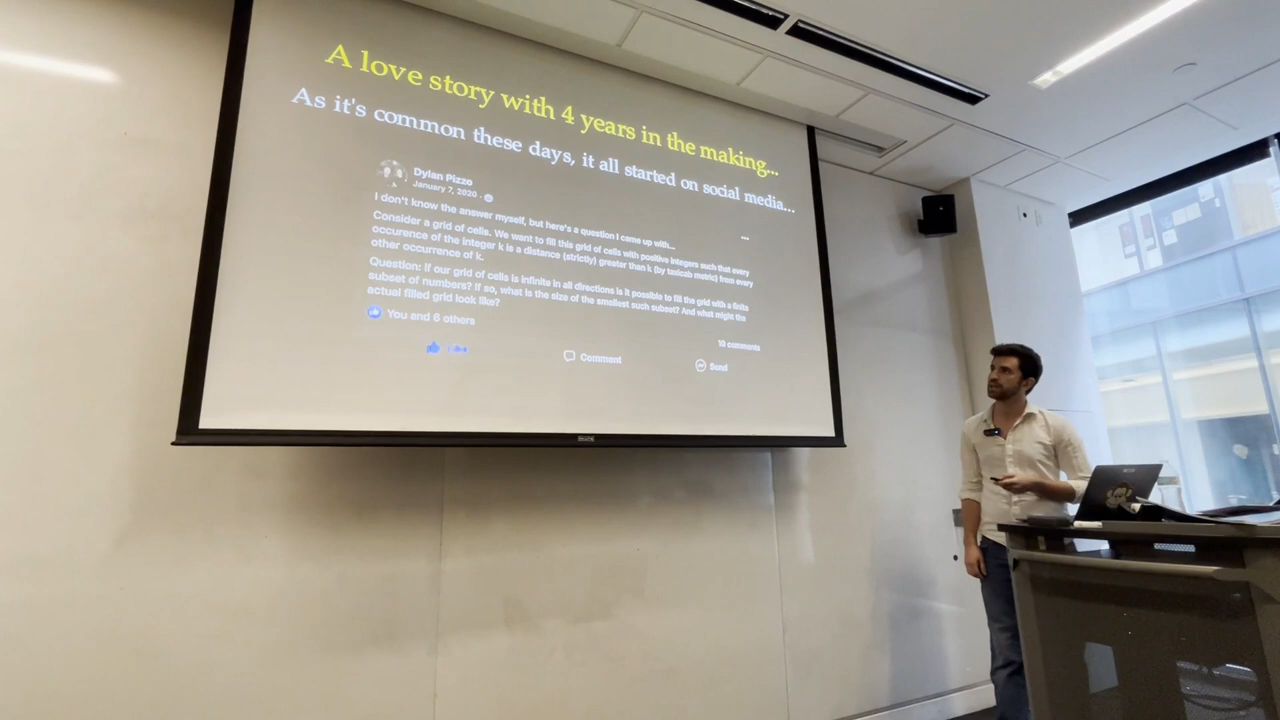 A love story with 4 years in the making...
As it's common these days, it all started on social media...
Dylan Pizzo
January 7, 2020 ·
I don't know the answer myself, but here's a question I came up with...
...
Consider a grid of cells. We want to fill this grid of cells with positive integers such that every
occurence of the integer k is a distance (strictly) greater than k (by taxicab metric) from every
other occurrence of k.
Question: If our grid of cells is infinite in all directions is it possible to fill the grid with a finite
subset of numbers? If so, what is the size of the smallest such subset? And what might the
actual filled grid look like?
You and 6 others
10 comments
Comment
Send